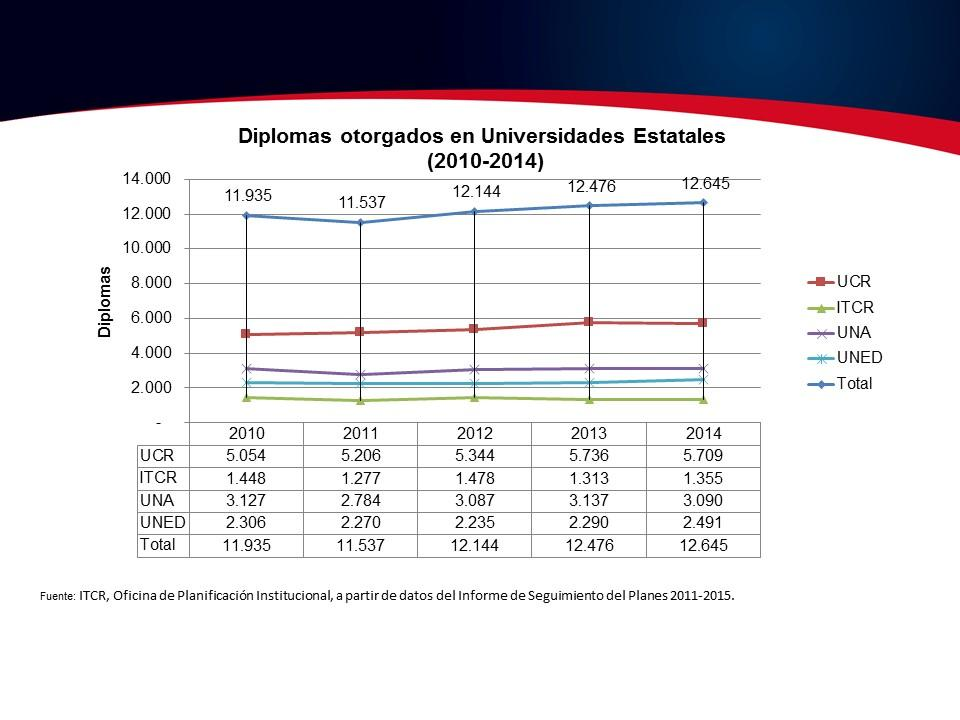 Diplomas otorgados en Universidades Estatales
(2010-2014)
14.000
12.000
10.000
8.000
6.000
4.000
2.000
-
Diplomas
11.935
11.537
12.144
12.476
12.645
UCR
ITCR
UNA
UNED
Total
2010 2011 2012 2013 2014
UCR 5.054 5.206 5.344 5.736 5.709
ITCR 1.448 1.277 1.478 1.313 1.355
UNA 3.127 2.784 3.087 3.137 3.090
UNED 2.306 2.270 2.235 2.290 2.491
Total 11.935 11.537 12.144 12.476 12.645
Fuente: ITCR, Oficina de Planificación Institucional, a partir de datos del Informe de Seguimiento del Planes 2011-2015.